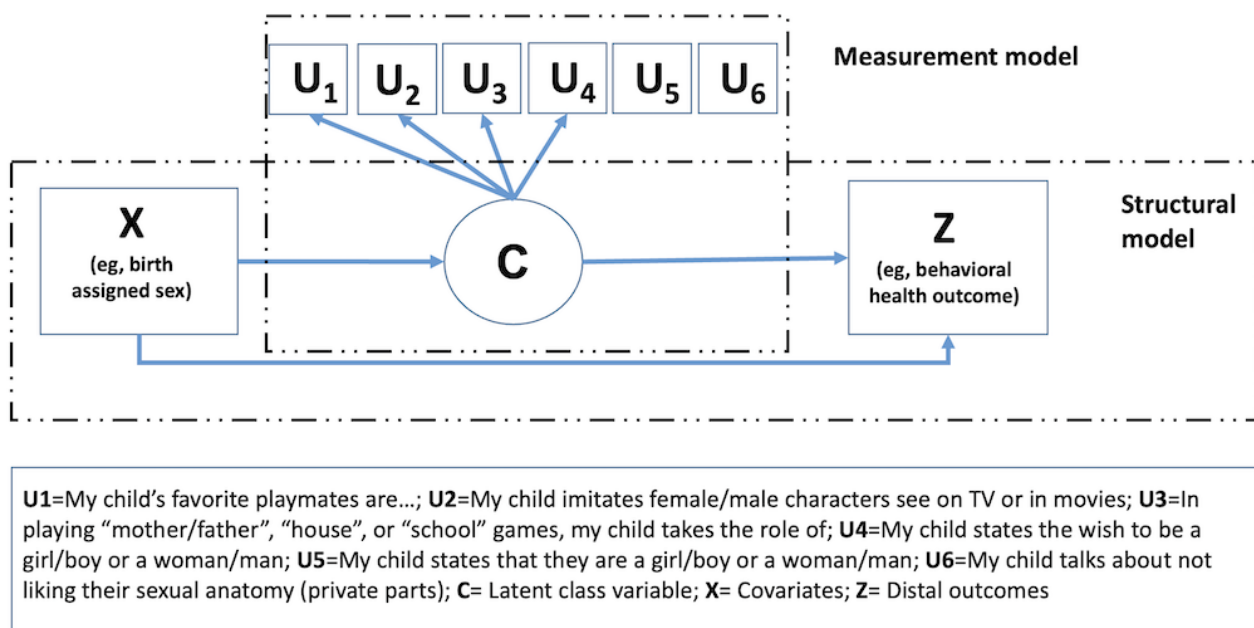 Measurement model
U1 U2 U3 U4 U5 U6
Structural
model
X
(eg, birth
assigned sex)
C
Z
(eg, behavioral
health outcome)
U1=My child’s favorite playmates are…; U2=My child imitates female/male characters see on TV or in movies; U3=In
playing “mother/father”, “house”, or “school” games, my child takes the role of; U4=My child states the wish to be a
girl/boy or a woman/man; U5=My child states that they are a girl/boy or a woman/man; U6=My child talks about not
liking their sexual anatomy (private parts); C= Latent class variable; X= Covariates; Z= Distal outcomes